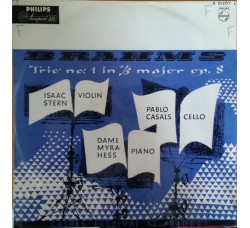 PHILIPS
PHILIPS
BRAHMS
Trio no: 1 in B major op. 8
ISAAC
STERN
VIOLIN
PABLO
CASALS
CELLO
DAME
MYRA
HESS
PIANO